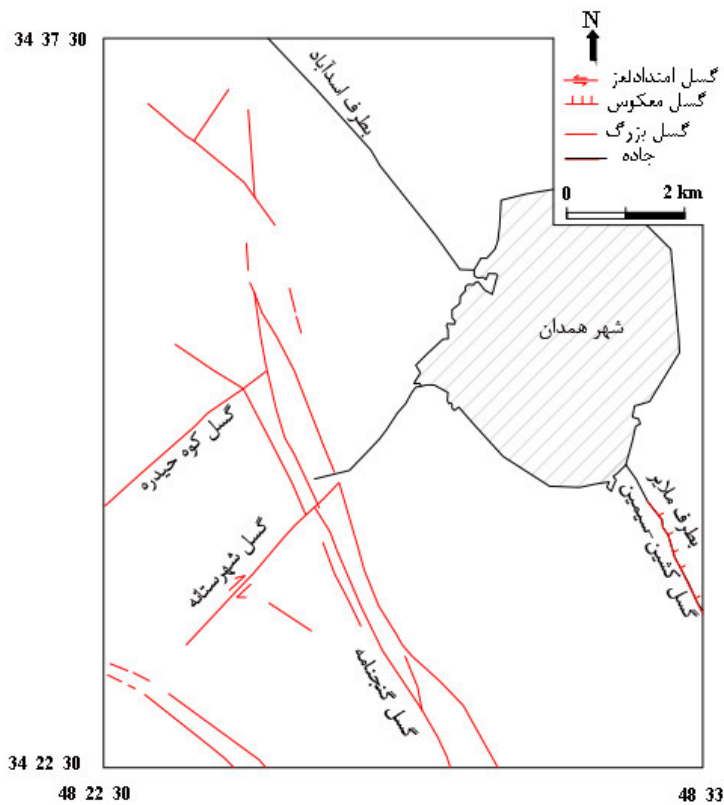 34 37 30
N
گسل امتدادلغز
گسل معکوس
گسل بزرگ
جاده
0 2 km
بطرف اسدآباد
شهر همدان
گسل کوه حیدره
گسل شهرستانه
بطرف ملایر
گسل کشین-سیمین
گسل گنجنامه
34 22 30
48 22 30
48 33